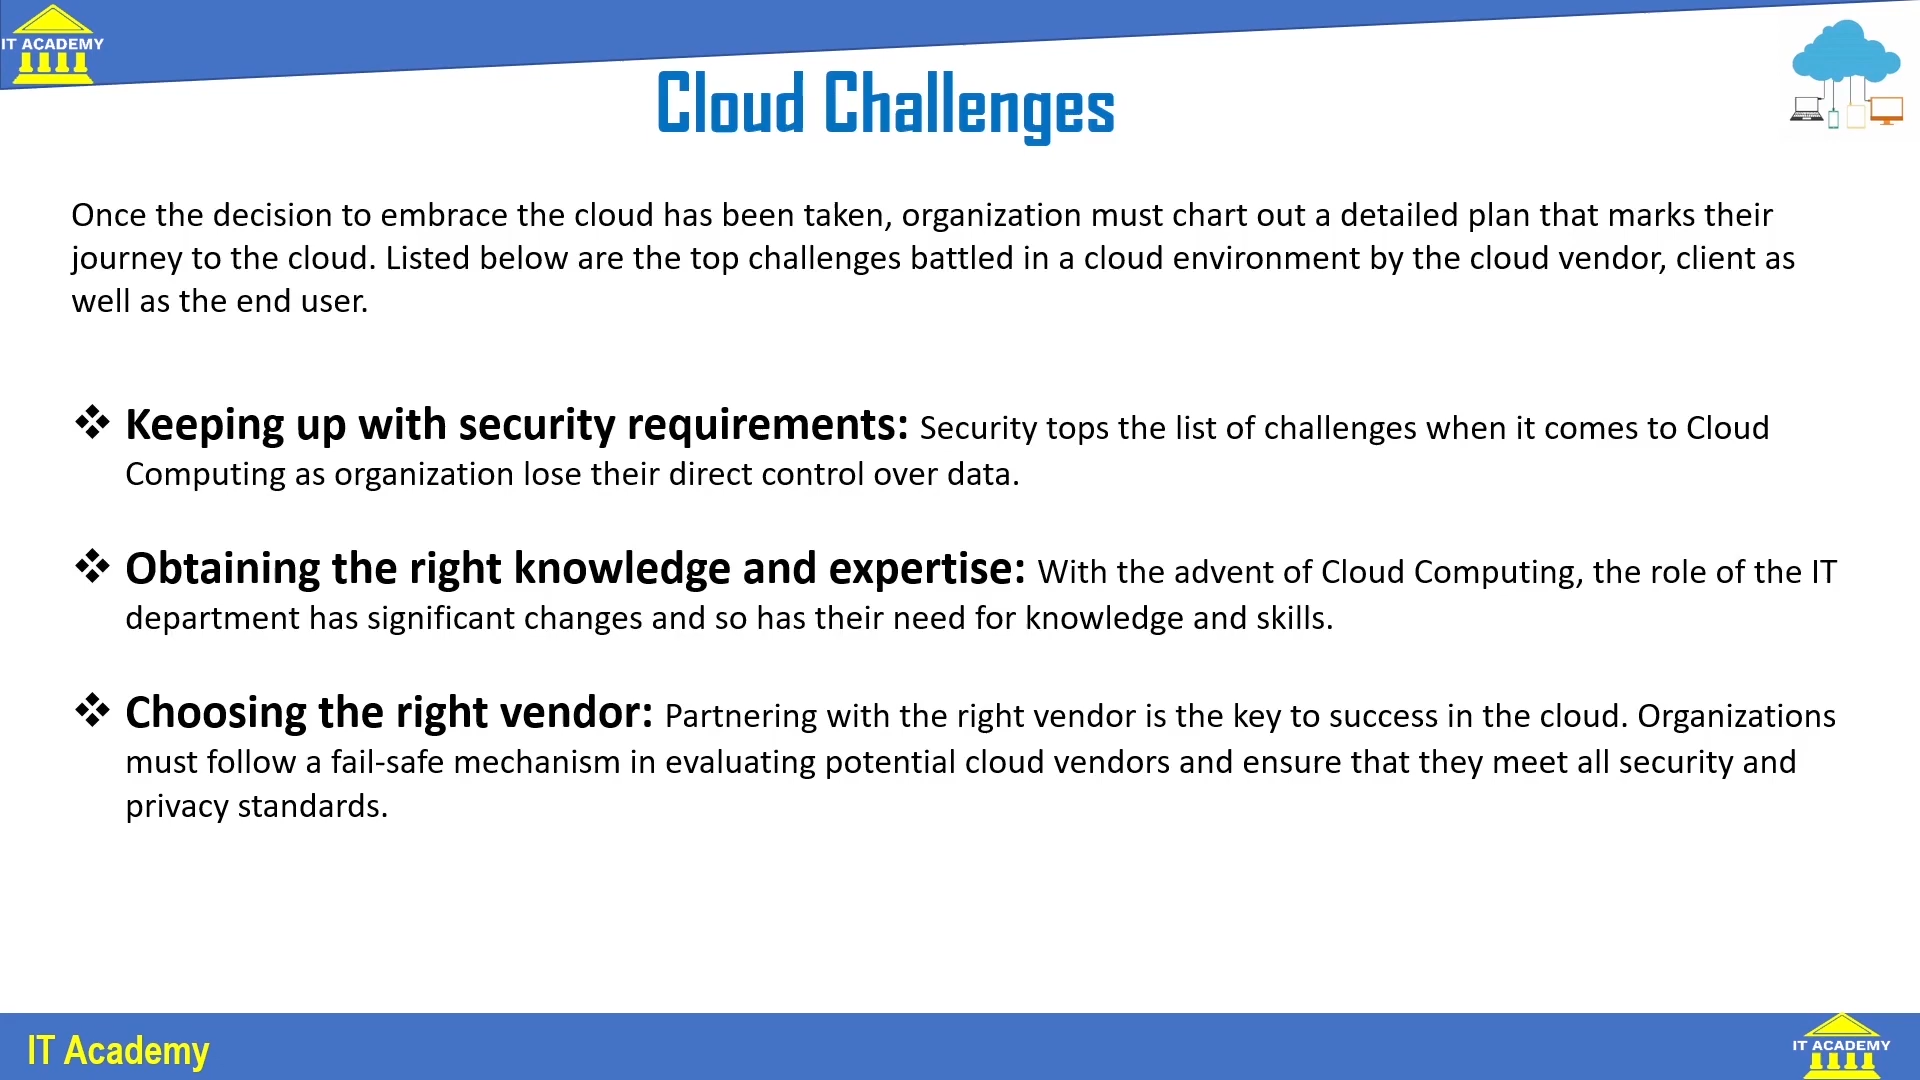 IT ACADEMY
Cloud Challenges
Once the decision to embrace the cloud has been taken, organization must chart out a detailed plan that marks their
journey to the cloud. Listed below are the top challenges battled in a cloud environment by the cloud vendor, client as
well as the end user.
❖ Keeping up with security requirements: Security tops the list of challenges when it comes to Cloud
Computing as organization lose their direct control over data.
❖ Obtaining the right knowledge and expertise: With the advent of Cloud Computing, the role of the IT
department has significant changes and so has their need for knowledge and skills.
❖ Choosing the right vendor: Partnering with the right vendor is the key to success in the cloud. Organizations
must follow a fail-safe mechanism in evaluating potential cloud vendors and ensure that they meet all security and
privacy standards.
IT Academy
IT ACADEMY